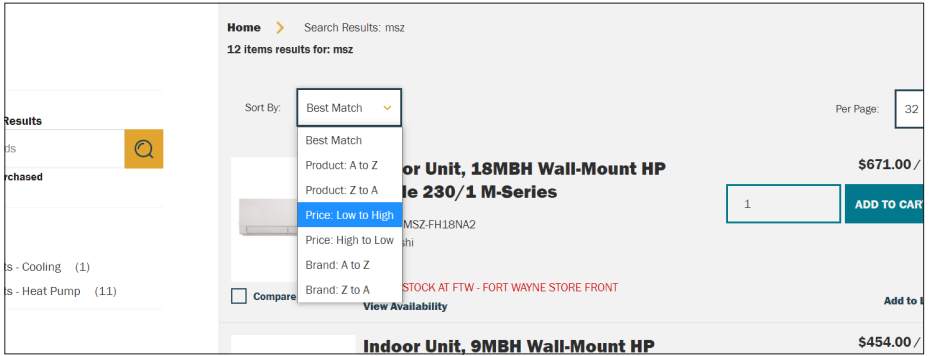 Home > Search Results: msz
12 items results for: msz
Results
ds
rchased
ts - Cooling (1)
ts - Heat Pump (11)
Sort By: Best Match
Per Page: 32
Best Match
Product: A to Z
Product: Z to A
Price: Low to High
Price: High to Low
Brand: A to Z
Brand: Z to A
or Unit, 18MBH Wall-Mount HP
le 230/1 M-Series
MSZ-FH18NA2
shi
STOCK AT FTW - FORT WAYNE STORE FRONT
View Availability
Compare
$671.00 /
1
ADD TO CAR
Add to
Indoor Unit, 9MBH Wall-Mount HP
$454.00 /